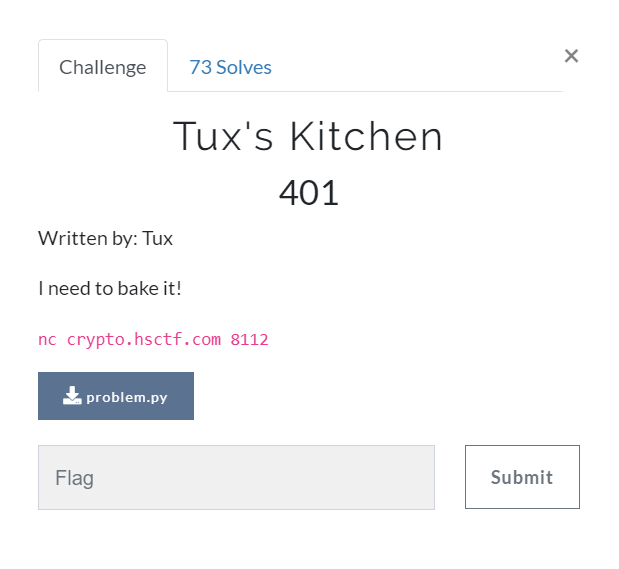 Challenge
73 Solves
×
Tux's Kitchen
401
Written by: Tux
I need to bake it!
nc crypto.hsctf.com 8112
problem.py
Flag
Submit